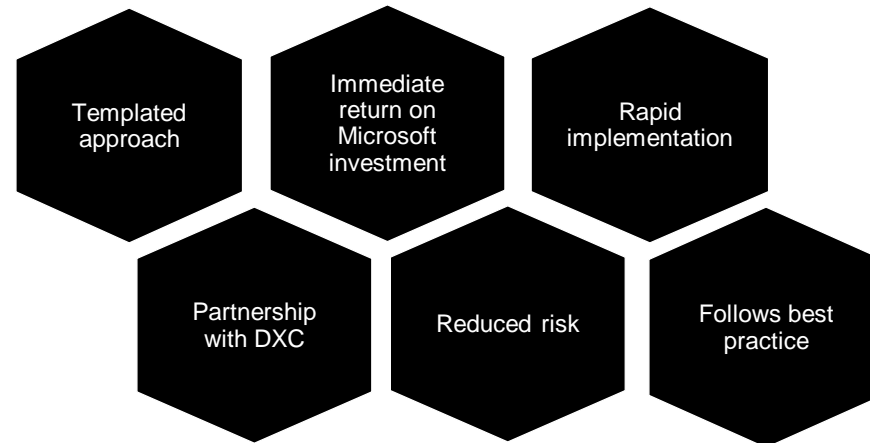 Templated
approach
Immediate
return on
Microsoft
investment
Rapid
implementation
Partnership
with DXC
Reduced risk
Follows best
practice